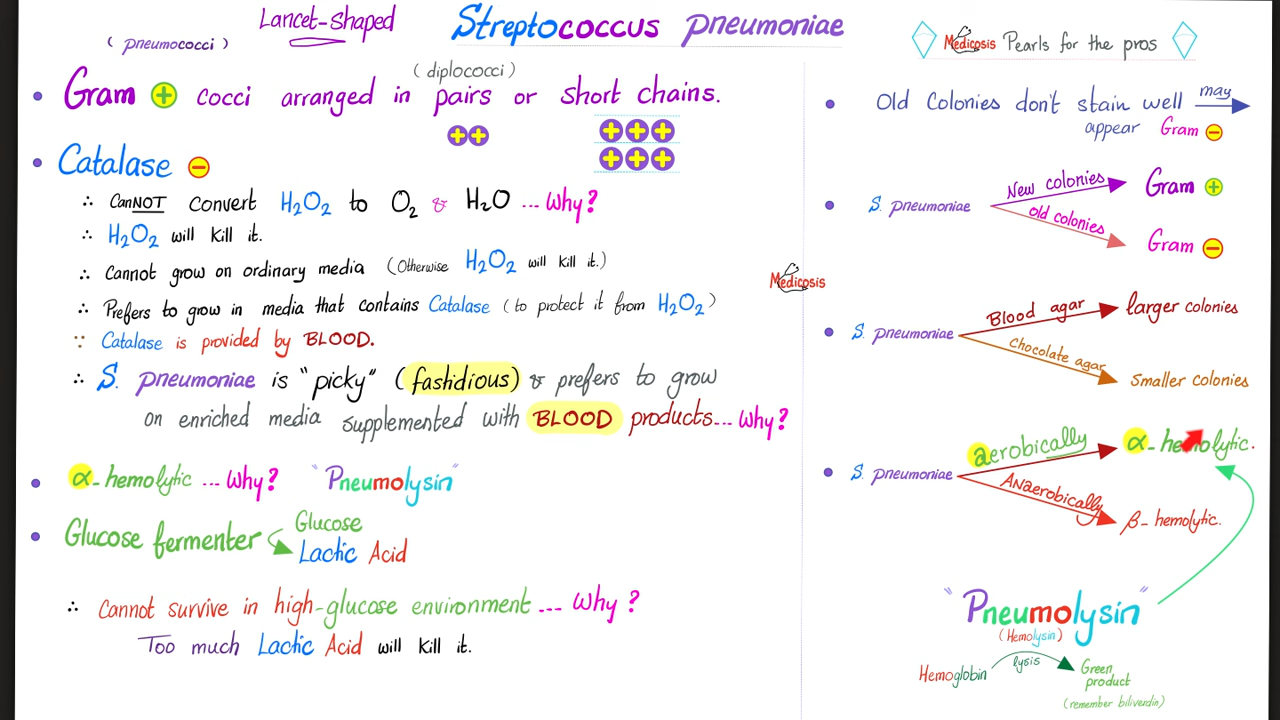 Lancet-Shaped
Streptococcus pneumoniae
(pneumococci)
(diplococci)
• Gram + cocci arranged in pairs or short chains.
++ +++
+++
• Catalase −
∴ CanNOT convert H₂O₂ to O₂ & H₂O ... Why?
∴ H₂O₂ will kill it.
∴ Cannot grow on ordinary media (Otherwise H₂O₂ will kill it.)
∴ Prefers to grow in media that contains Catalase (to protect it from H₂O₂)
∵ Catalase is provided by BLOOD.
∴ S. pneumoniae is "picky" (fashidious) & prefers to grow
on enriched media supplemented with BLOOD products... Why?
• α-hemolytic ... Why? "Pneumolysin"
• Glucose fermenter Glucose
Lactic Acid
∴ Cannot survive in high-glucose environment ... Why?
Too much Lactic Acid will kill it.
Medicosis Pearls for the pros
• Old Colonies don't stain well may
appear Gram −
New colonies Gram +
• S. pneumoniae
old colonies Gram −
Medicosis
Blood agar larger colonies
• S. pneumoniae
chocolate agar smaller colonies
aerobically α-hemolytic.
• S. pneumoniae
Anaerobically β-hemolytic.
"Pneumolysin"
(Hemolysin)
Hemoglobin lysis Green
product
(remember biliverdin)